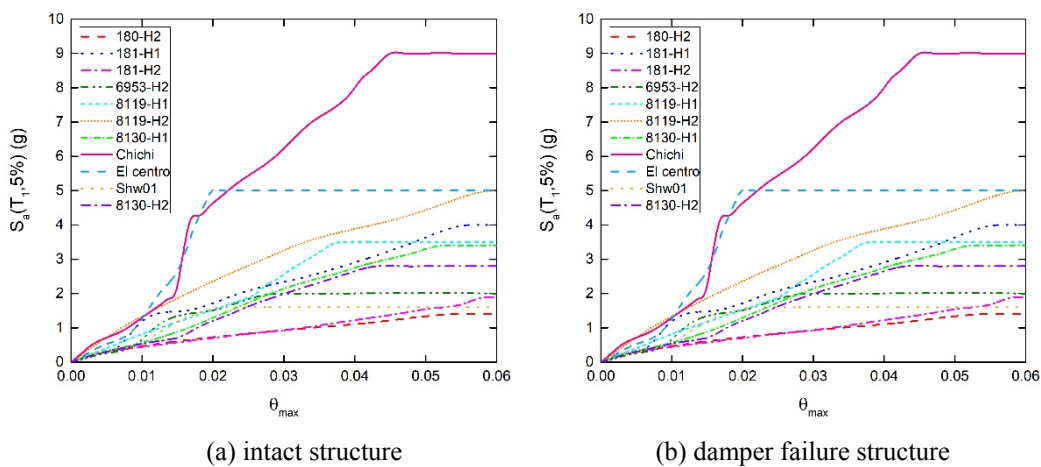 10
9
8
7
6
5
4
3
2
1
0
Sa(T1,5%) (g)
180-H2
181-H1
181-H2
6953-H2
8119-H1
8119-H2
8130-H1
Chichi
El centro
Shw01
8130-H2
0.00 0.01 0.02 0.03 0.04 0.05 0.06
θmax
(a) intact structure
10
9
8
7
6
5
4
3
2
1
0
Sa(T1,5%) (g)
180-H2
181-H1
181-H2
6953-H2
8119-H1
8119-H2
8130-H1
Chichi
El centro
Shw01
8130-H2
0.00 0.01 0.02 0.03 0.04 0.05 0.06
θmax
(b) damper failure structure